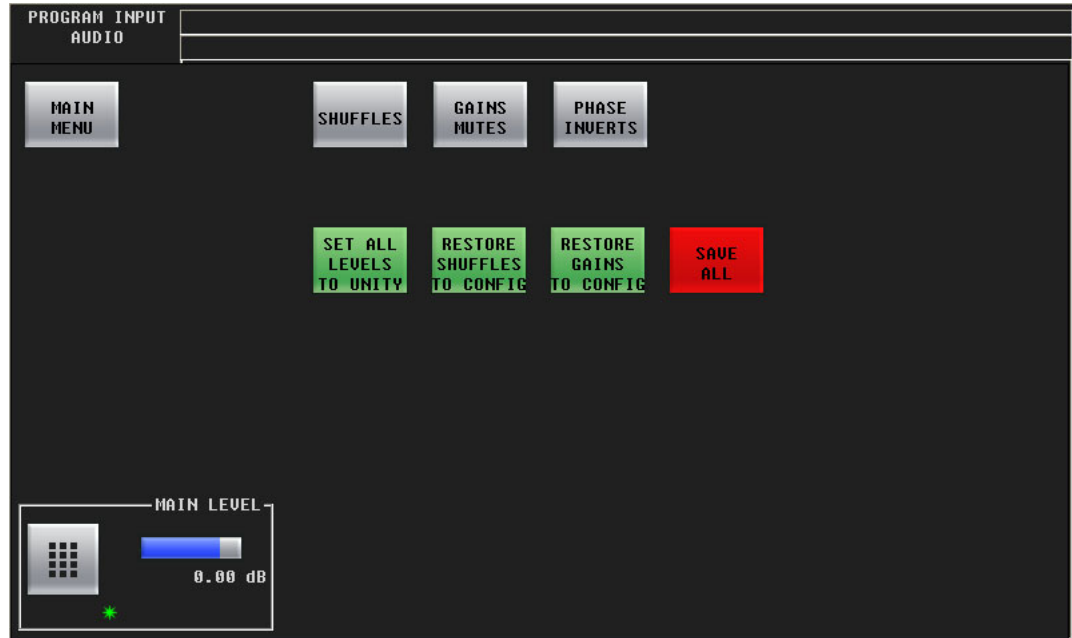 PROGRAM INPUT
AUDIO
MAIN
MENU
SHUFFLES
GAINS
MUTES
PHASE
INVERTS
SET ALL
LEVELS
TO UNITY
RESTORE
SHUFFLES
TO CONFIG
RESTORE
GAINS
TO CONFIG
SAVE
ALL
MAIN LEVEL
0.00 dB